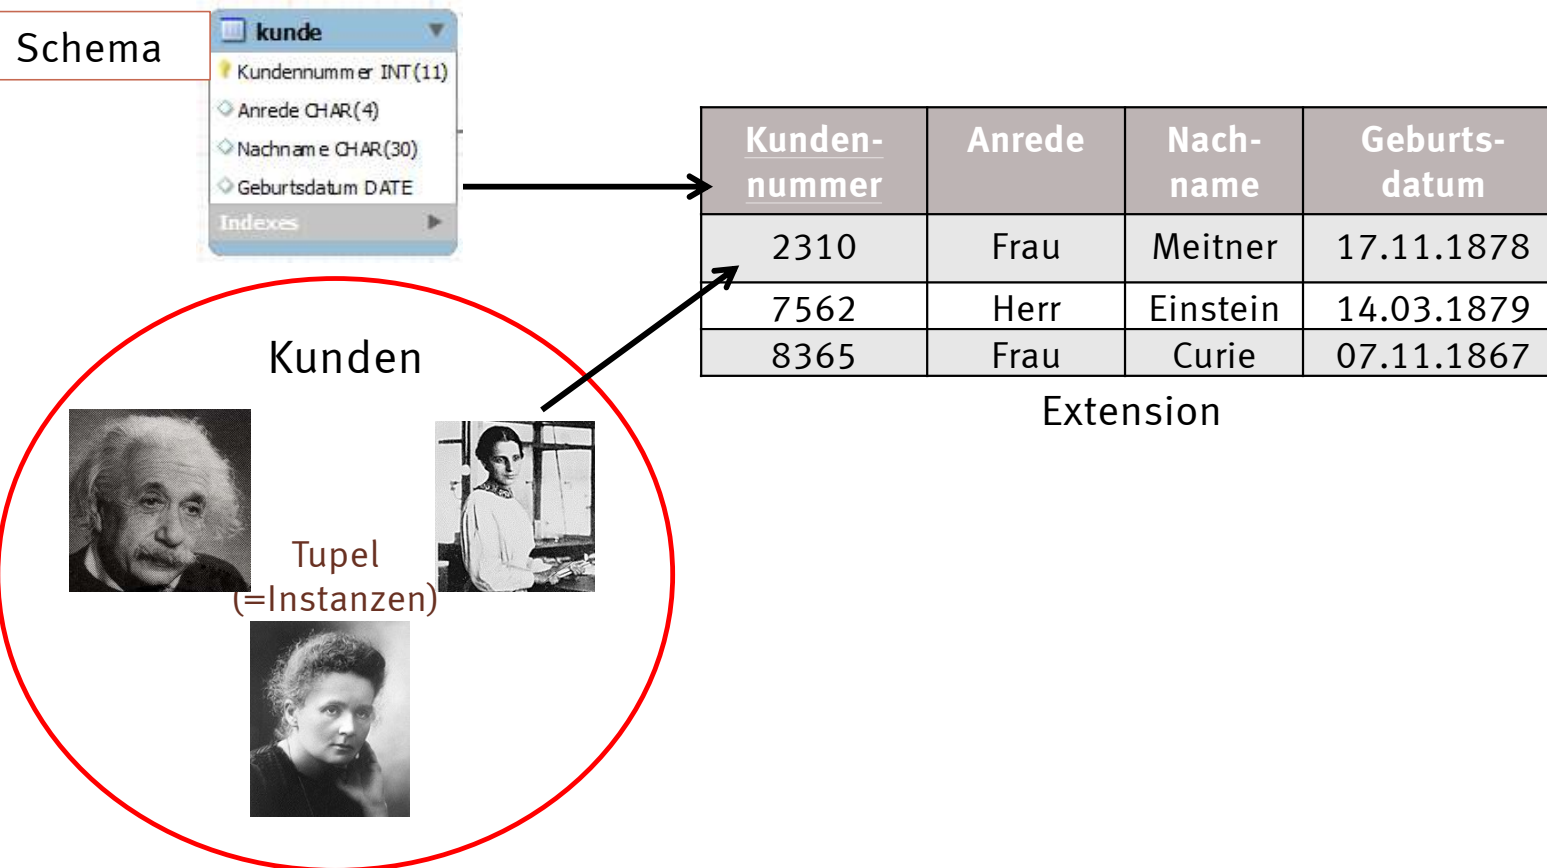 Schema
kunde
Kundennummer INT(11)
Anrede CHAR(4)
Nachname CHAR(30)
Geburtsdatum DATE
Indexes
Kunden-
nummer
Anrede
Nach-
name
Geburts-
datum
2310 Frau Meitner 17.11.1878
7562 Herr Einstein 14.03.1879
8365 Frau Curie 07.11.1867
Extension
Kunden
Tupel
(=Instanzen)